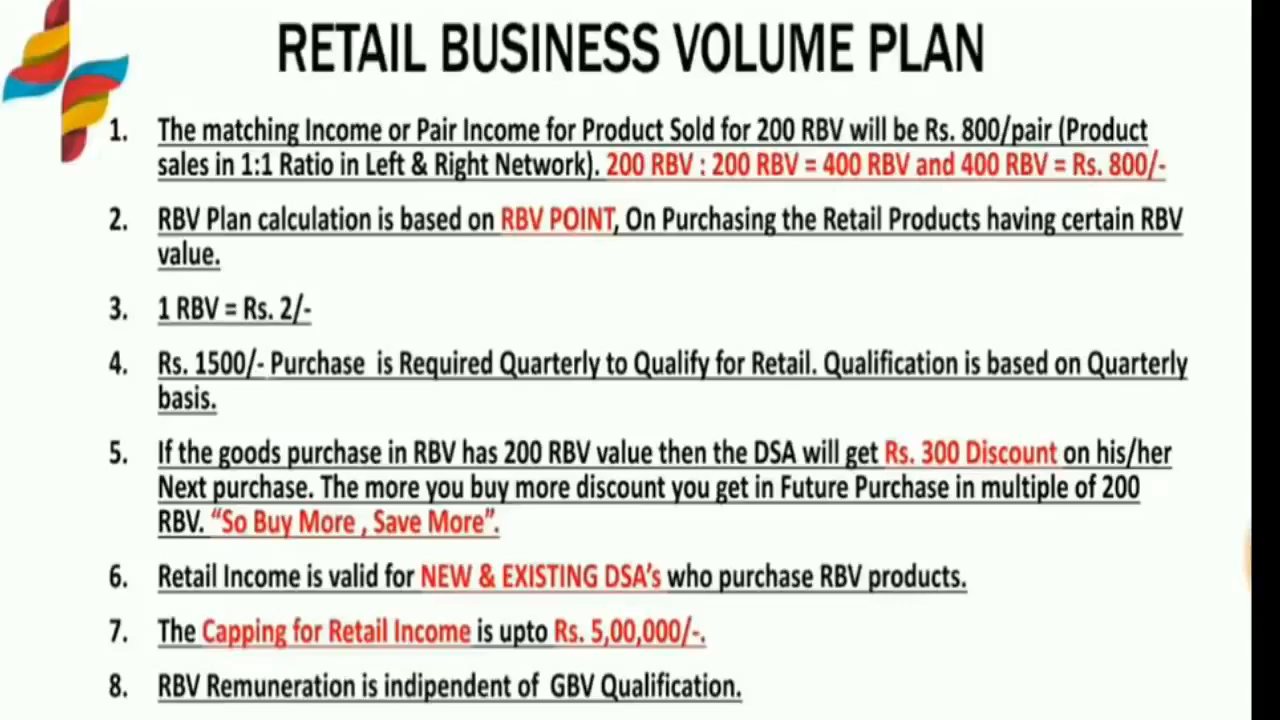 RETAIL BUSINESS VOLUME PLAN
1. The matching Income or Pair Income for Product Sold for 200 RBV will be Rs. 800/pair (Product
sales in 1:1 Ratio in Left & Right Network). 200 RBV : 200 RBV = 400 RBV and 400 RBV = Rs. 800/-
2. RBV Plan calculation is based on RBV POINT, On Purchasing the Retail Products having certain RBV
value.
3. 1 RBV = Rs. 2/-
4. Rs. 1500/- Purchase is Required Quarterly to Qualify for Retail. Qualification is based on Quarterly
basis.
5. If the goods purchase in RBV has 200 RBV value then the DSA will get Rs. 300 Discount on his/her
Next purchase. The more you buy more discount you get in Future Purchase in multiple of 200
RBV. “So Buy More , Save More”.
6. Retail Income is valid for NEW & EXISTING DSA’s who purchase RBV products.
7. The Capping for Retail Income is upto Rs. 5,00,000/-.
8. RBV Remuneration is indipendent of GBV Qualification.